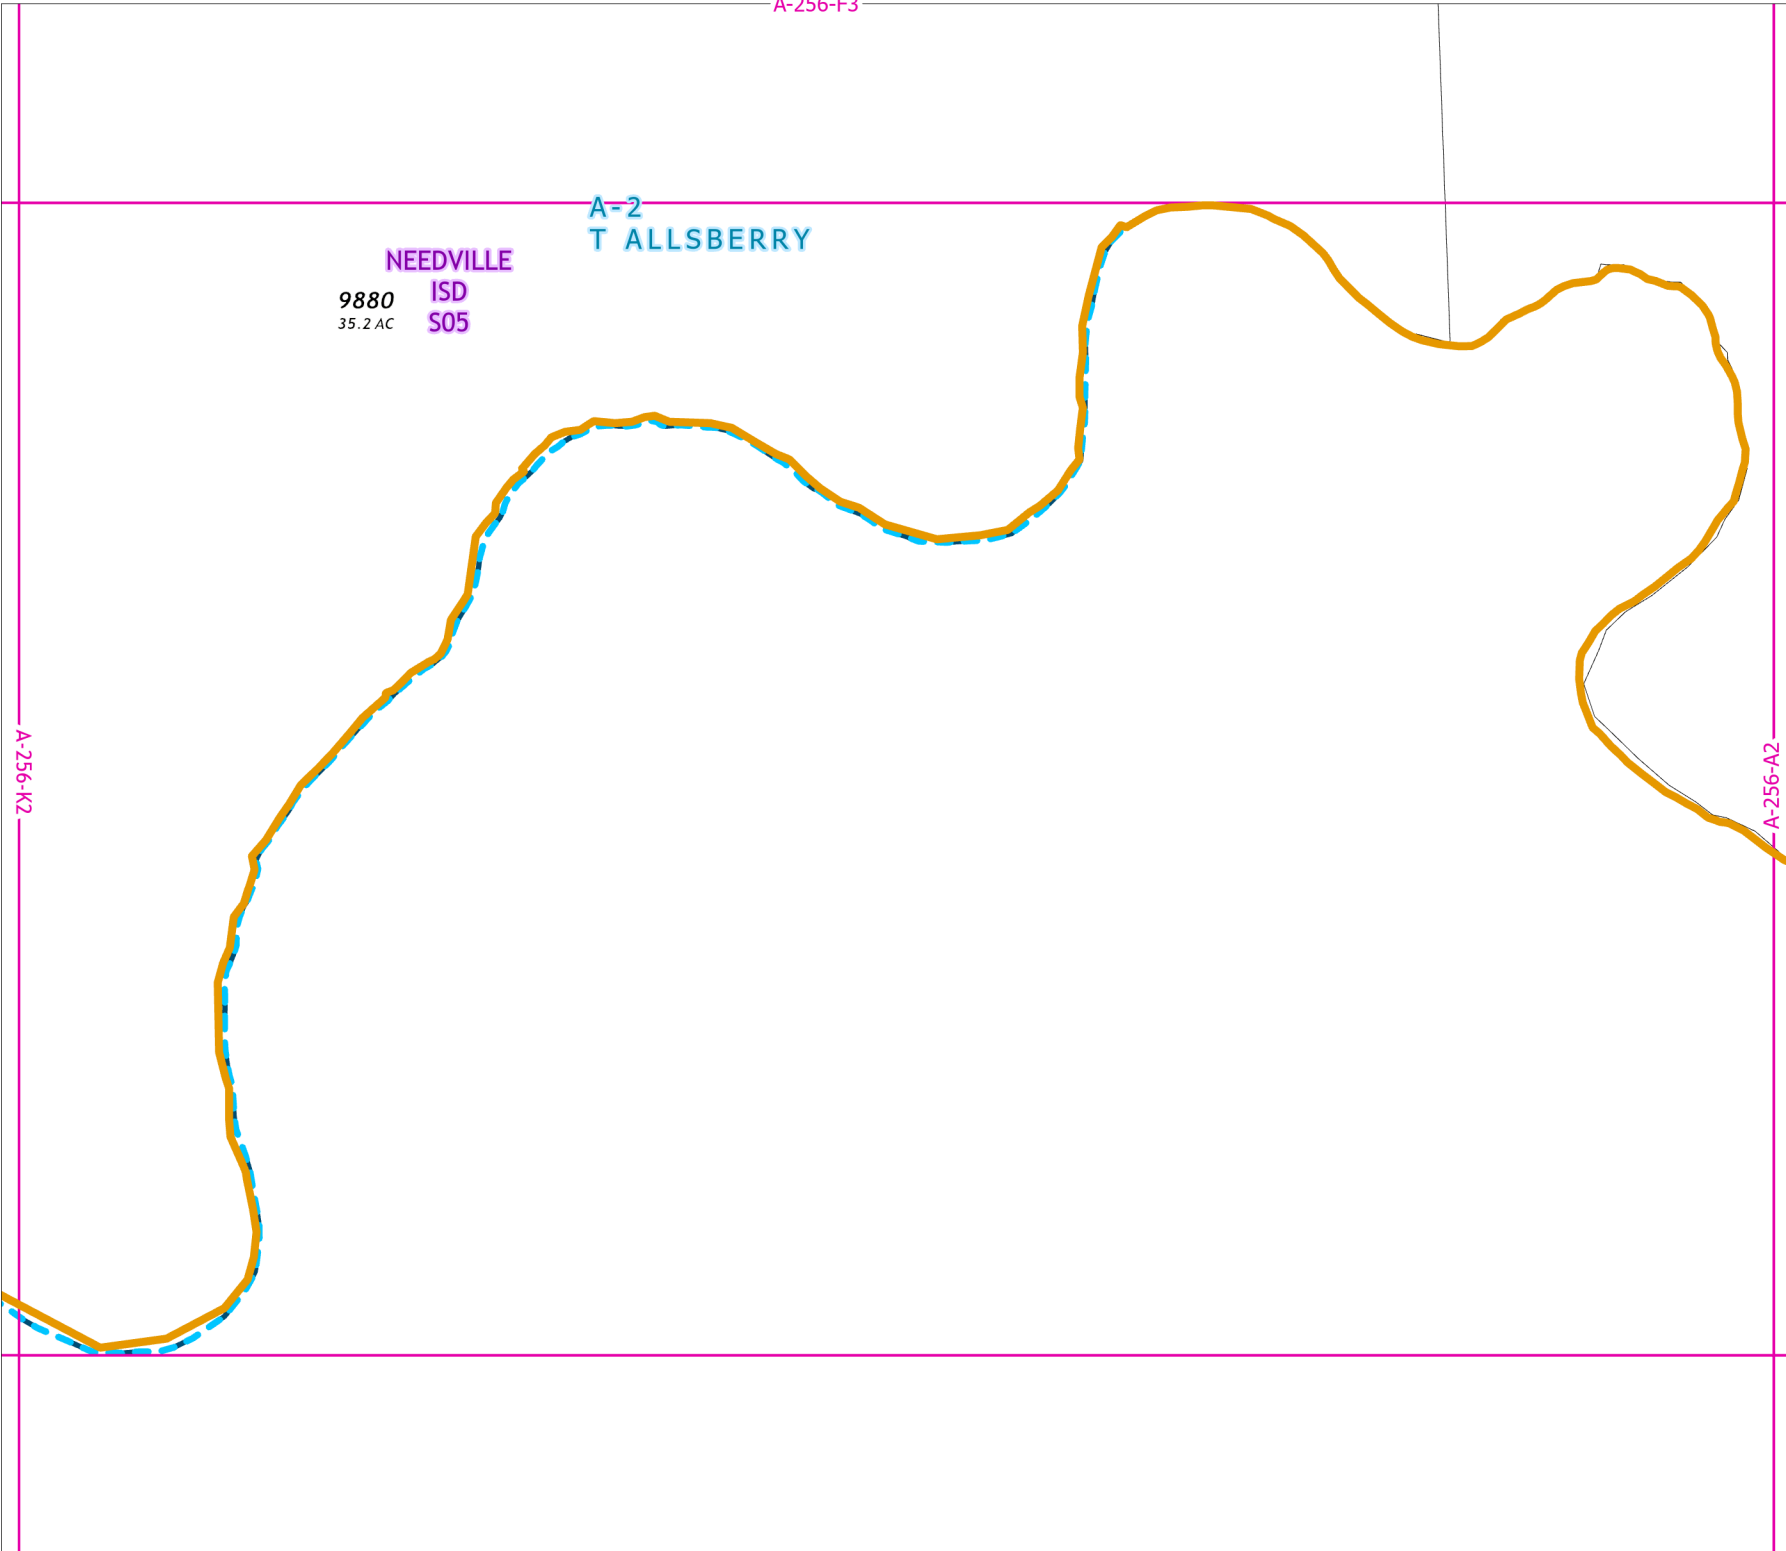 A-256-F3
A-2
T ALLSBERRY
NEEDVILLE
ISD
S05
9880
35.2 AC
A-256-K2
A-256-A2